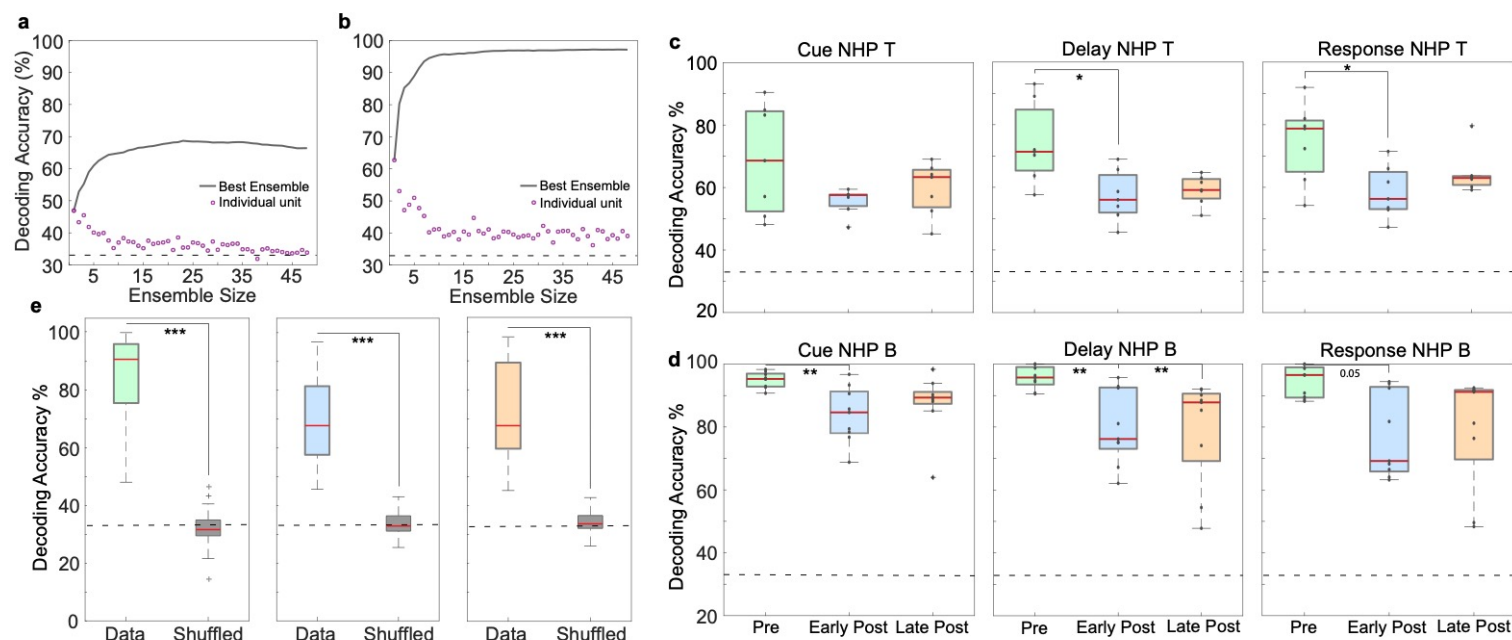 a
Decoding Accuracy (%)
100
90
80
70
60
50
40
30
5
15
25
35
45
Ensemble Size
Best Ensemble
Individual unit
b
100
90
80
70
60
50
40
30
5
15
25
35
45
Ensemble Size
Best Ensemble
Individual unit
c
Cue NHP T
Delay NHP T
Response NHP T
Decoding Accuracy %
100
80
60
40
20
*
*
e
Decoding Accuracy %
100
80
60
40
20
0
***
***
***
Data Shuffled
Data Shuffled
Data Shuffled
d
Cue NHP B
Delay NHP B
Response NHP B
Decoding Accuracy %
100
80
60
40
20
**
**
**
0.05
Pre Early Post Late Post
Pre Early Post Late Post
Pre Early Post Late Post